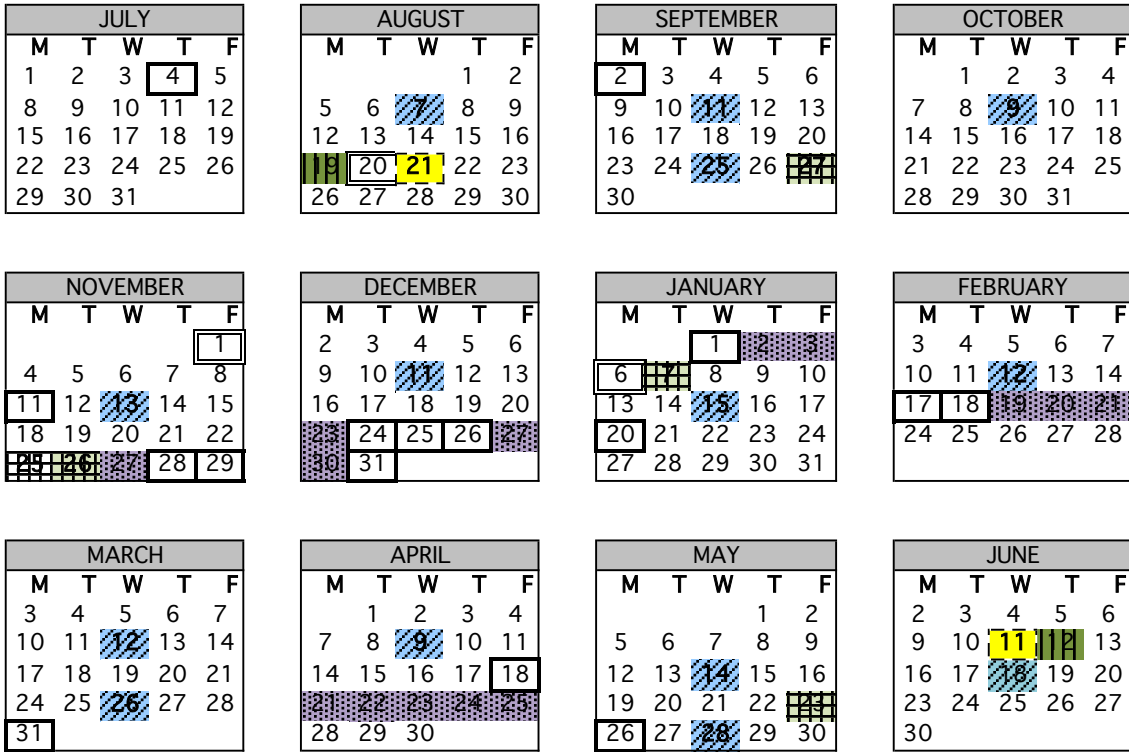 JULY AUGUST SEPTEMBER OCTOBER
M T W T F M T W T F M T W T F M T W T F
1 2 3 4 5 1 2 2 3 4 5 6 1 2 3 4
8 9 10 11 12 5 6 7 8 9 9 10 11 12 13 7 8 9 10 11
15 16 17 18 19 12 13 14 15 16 16 17 18 19 20 14 15 16 17 18
22 23 24 25 26 19 20 21 22 23 23 24 25 26 27 21 22 23 24 25
29 30 31 26 27 28 29 30 30 28 29 30 31
NOVEMBER DECEMBER JANUARY FEBRUARY
M T W T F M T W T F M T W T F M T W T F
1 2 3 4 5 6 1 2 3 3 4 5 6 7
4 5 6 7 8 9 10 11 12 13 6 7 8 9 10 10 11 12 13 14
11 12 13 14 15 16 17 18 19 20 13 14 15 16 17 17 18 19 20 21
18 19 20 21 22 23 24 25 26 27 20 21 22 23 24 24 25 26 27 28
25 26 27 28 29 30 31 27 28 29 30 31
MARCH APRIL MAY JUNE
M T W T F M T W T F M T W T F M T W T F
3 4 5 6 7 1 2 3 4 1 2 2 3 4 5 6
10 11 12 13 14 7 8 9 10 11 5 6 7 8 9 9 10 11 12 13
17 18 19 20 21 14 15 16 17 18 12 13 14 15 16 16 17 18 19 20
24 25 26 27 28 21 22 23 24 25 19 20 21 22 23 23 24 25 26 27
31 28 29 30 26 27 28 29 30 30